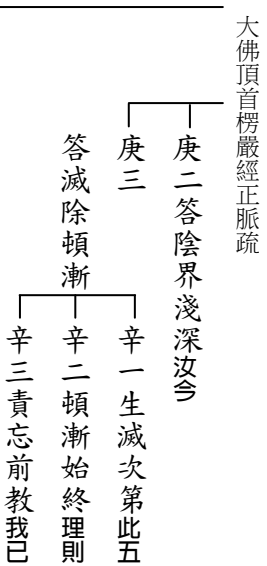 大佛頂首楞嚴經正脈疏
庚二答陰界淺深汝今
庚三
答滅除頓漸
辛一生滅次第此五
辛二頓漸始終理則
辛三責忘前教我已